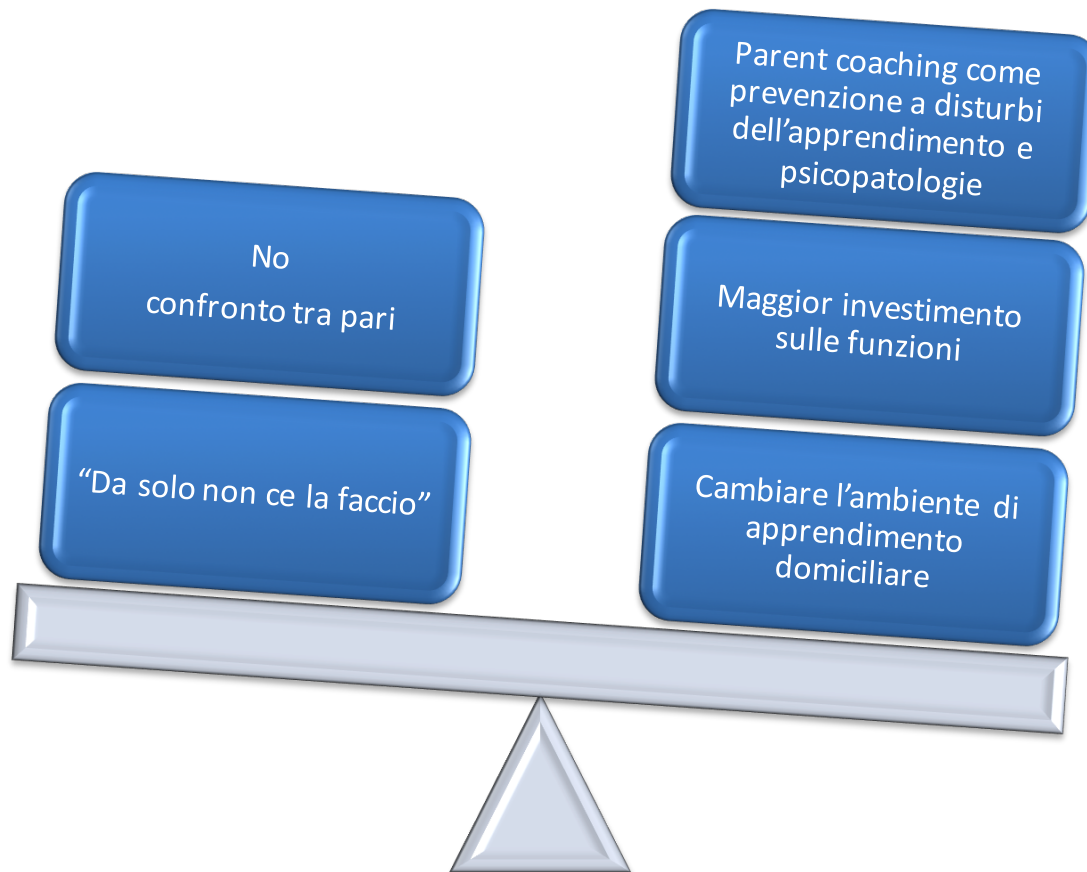 No
confronto tra pari
“Da solo non ce la faccio”
Parent coaching come
prevenzione a disturbi
dell’apprendimento e
psicopatologie
Maggior investimento
sulle funzioni
Cambiare l’ambiente di
apprendimento
domiciliare